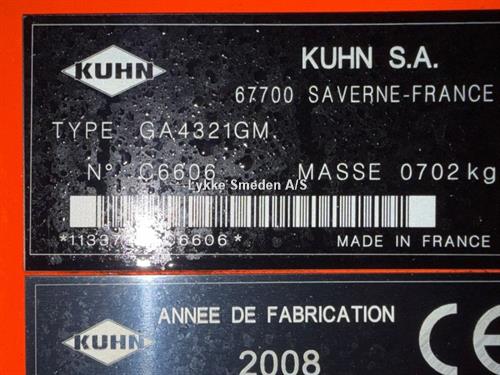 KUHN
KUHN S.A.
67700 SAVERNE-FRANCE
TYPE GA4321GM
N° C6606 MASSE 0702 kg
Lykke Smeden A/S
MADE IN FRANCE
KUHN
ANNEE DE FABRICATION
2008
CE